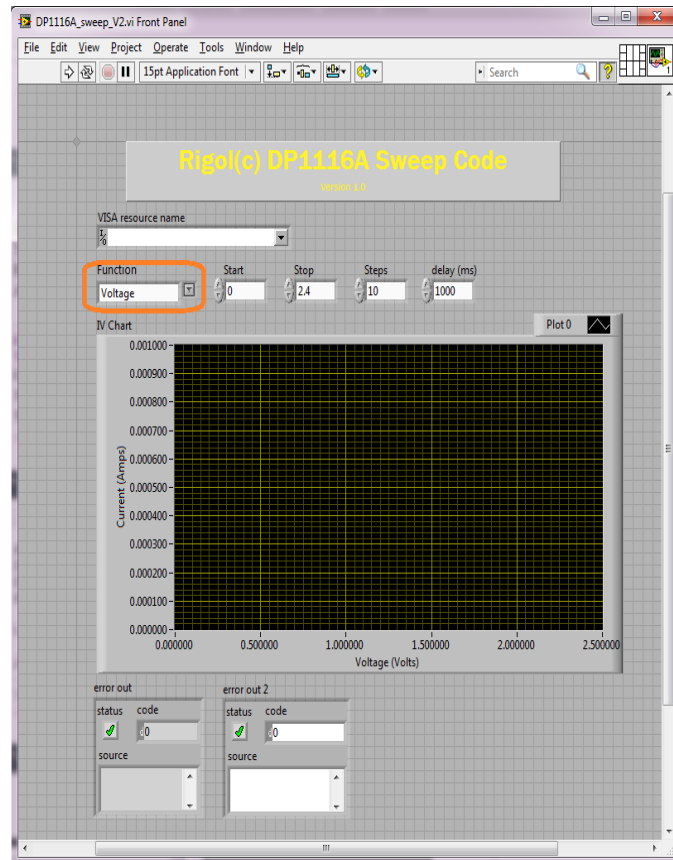 DP1116A_sweep_V2.vi Front Panel
File Edit View Project Operate Tools Window Help
15pt Application Font
Search
1
Rigol(c) DP1116A Sweep Code
Version 1.0
VISA resource name
I/0
Function Start Stop Steps delay (ms)
Voltage 0 2.4 10 1000
IV Chart Plot 0
0.001000
0.000900
0.000800
0.000700
0.000600
0.000500
0.000400
0.000300
0.000200
0.000100
0.000000
Current (Amps)
0.000000 0.500000 1.000000 1.500000 2.000000 2.500000
Voltage (Volts)
error out error out 2
status code status code
0 0
source source